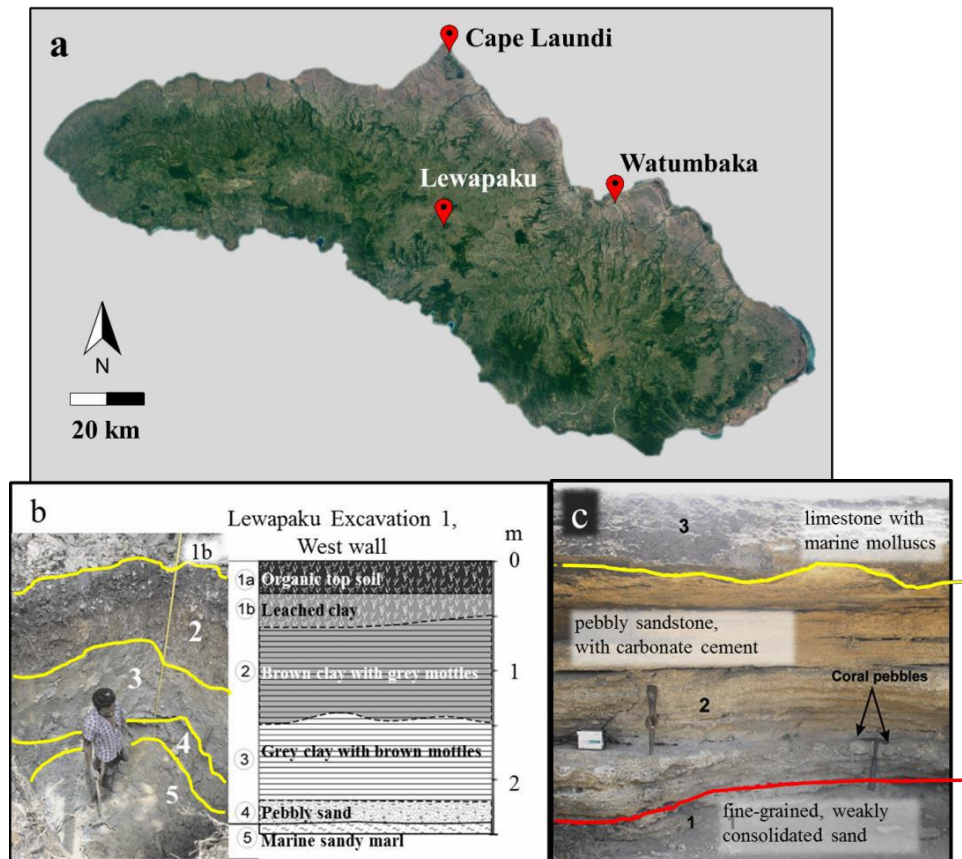 a
Cape Laundi
Watumbaka
Lewapaku
N
20 km
b
Lewapaku Excavation 1,
West wall
m
1b
2
3
4
5
0
1a Organic top soil
1b Leached clay
2 Brown clay with grey mottles
1
3 Grey clay with brown mottles
2
4 Pebbly sand
5 Marine sandy marl
c
3
limestone with
marine molluscs
pebbly sandstone,
with carbonate cement
Coral pebbles
2
1
fine-grained, weakly
consolidated sand